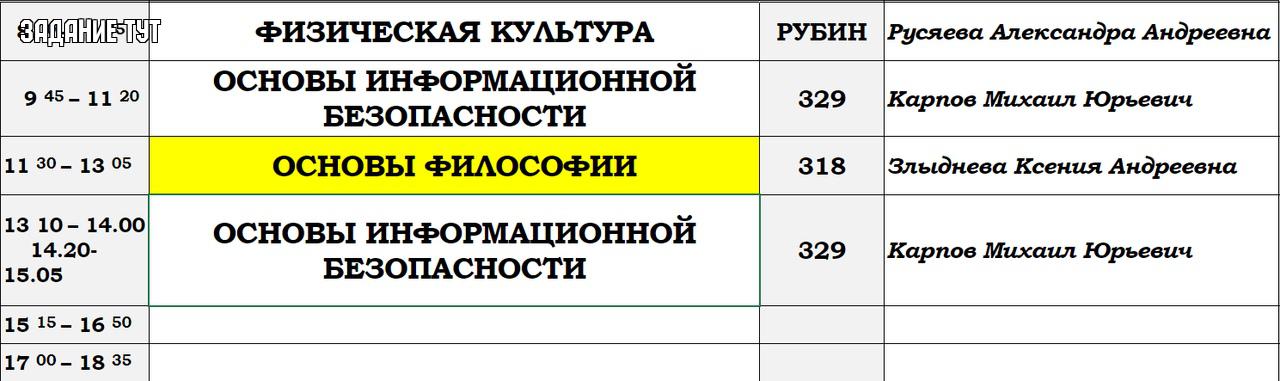 ЗАДАНИЕ ТУТ
ФИЗИЧЕСКАЯ КУЛЬТУРА РУБИН Русяева Александра Андреевна
9 45 – 11 20 ОСНОВЫ ИНФОРМАЦИОННОЙ
БЕЗОПАСНОСТИ 329 Карпов Михаил Юрьевич
11 30 – 13 05 ОСНОВЫ ФИЛОСОФИИ 318 Злыднева Ксения Андреевна
13 10 – 14.00
14.20-
15.05
ОСНОВЫ ИНФОРМАЦИОННОЙ
БЕЗОПАСНОСТИ 329 Карпов Михаил Юрьевич
15 15 – 16 50
17 00 – 18 35